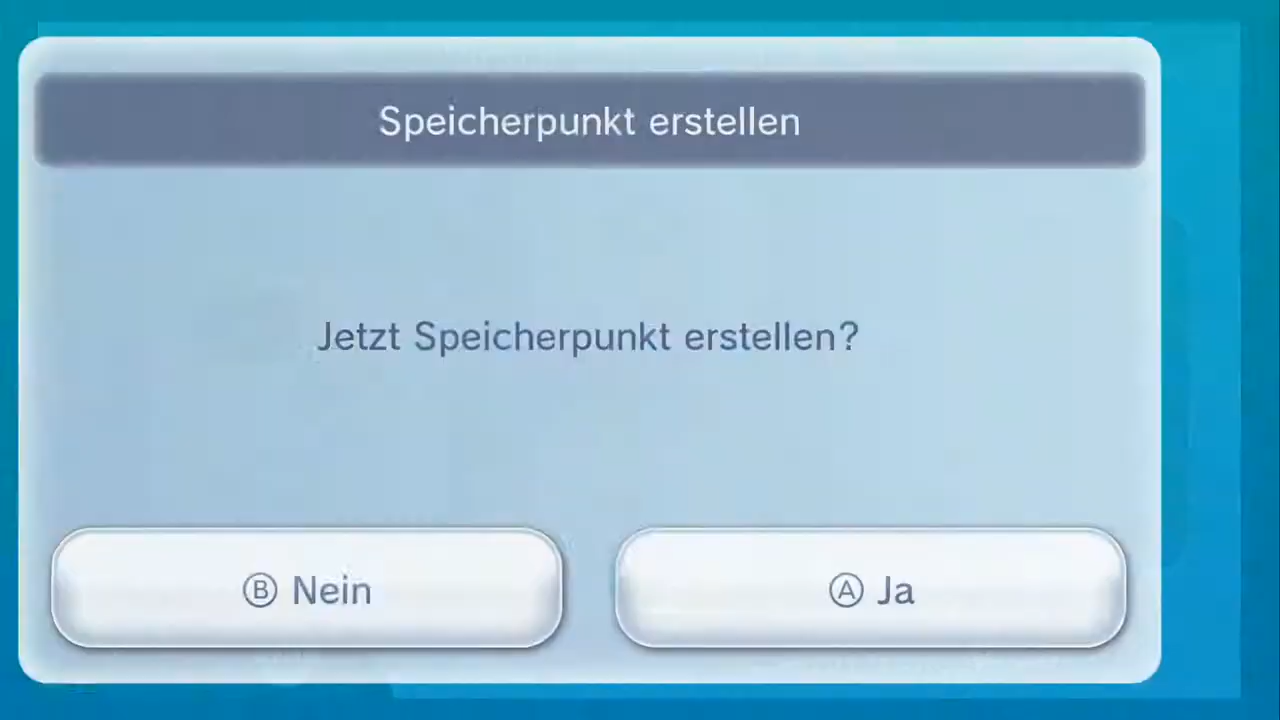 Speicherpunkt erstellen
Jetzt Speicherpunkt erstellen?
Ⓑ Nein
Ⓐ Ja